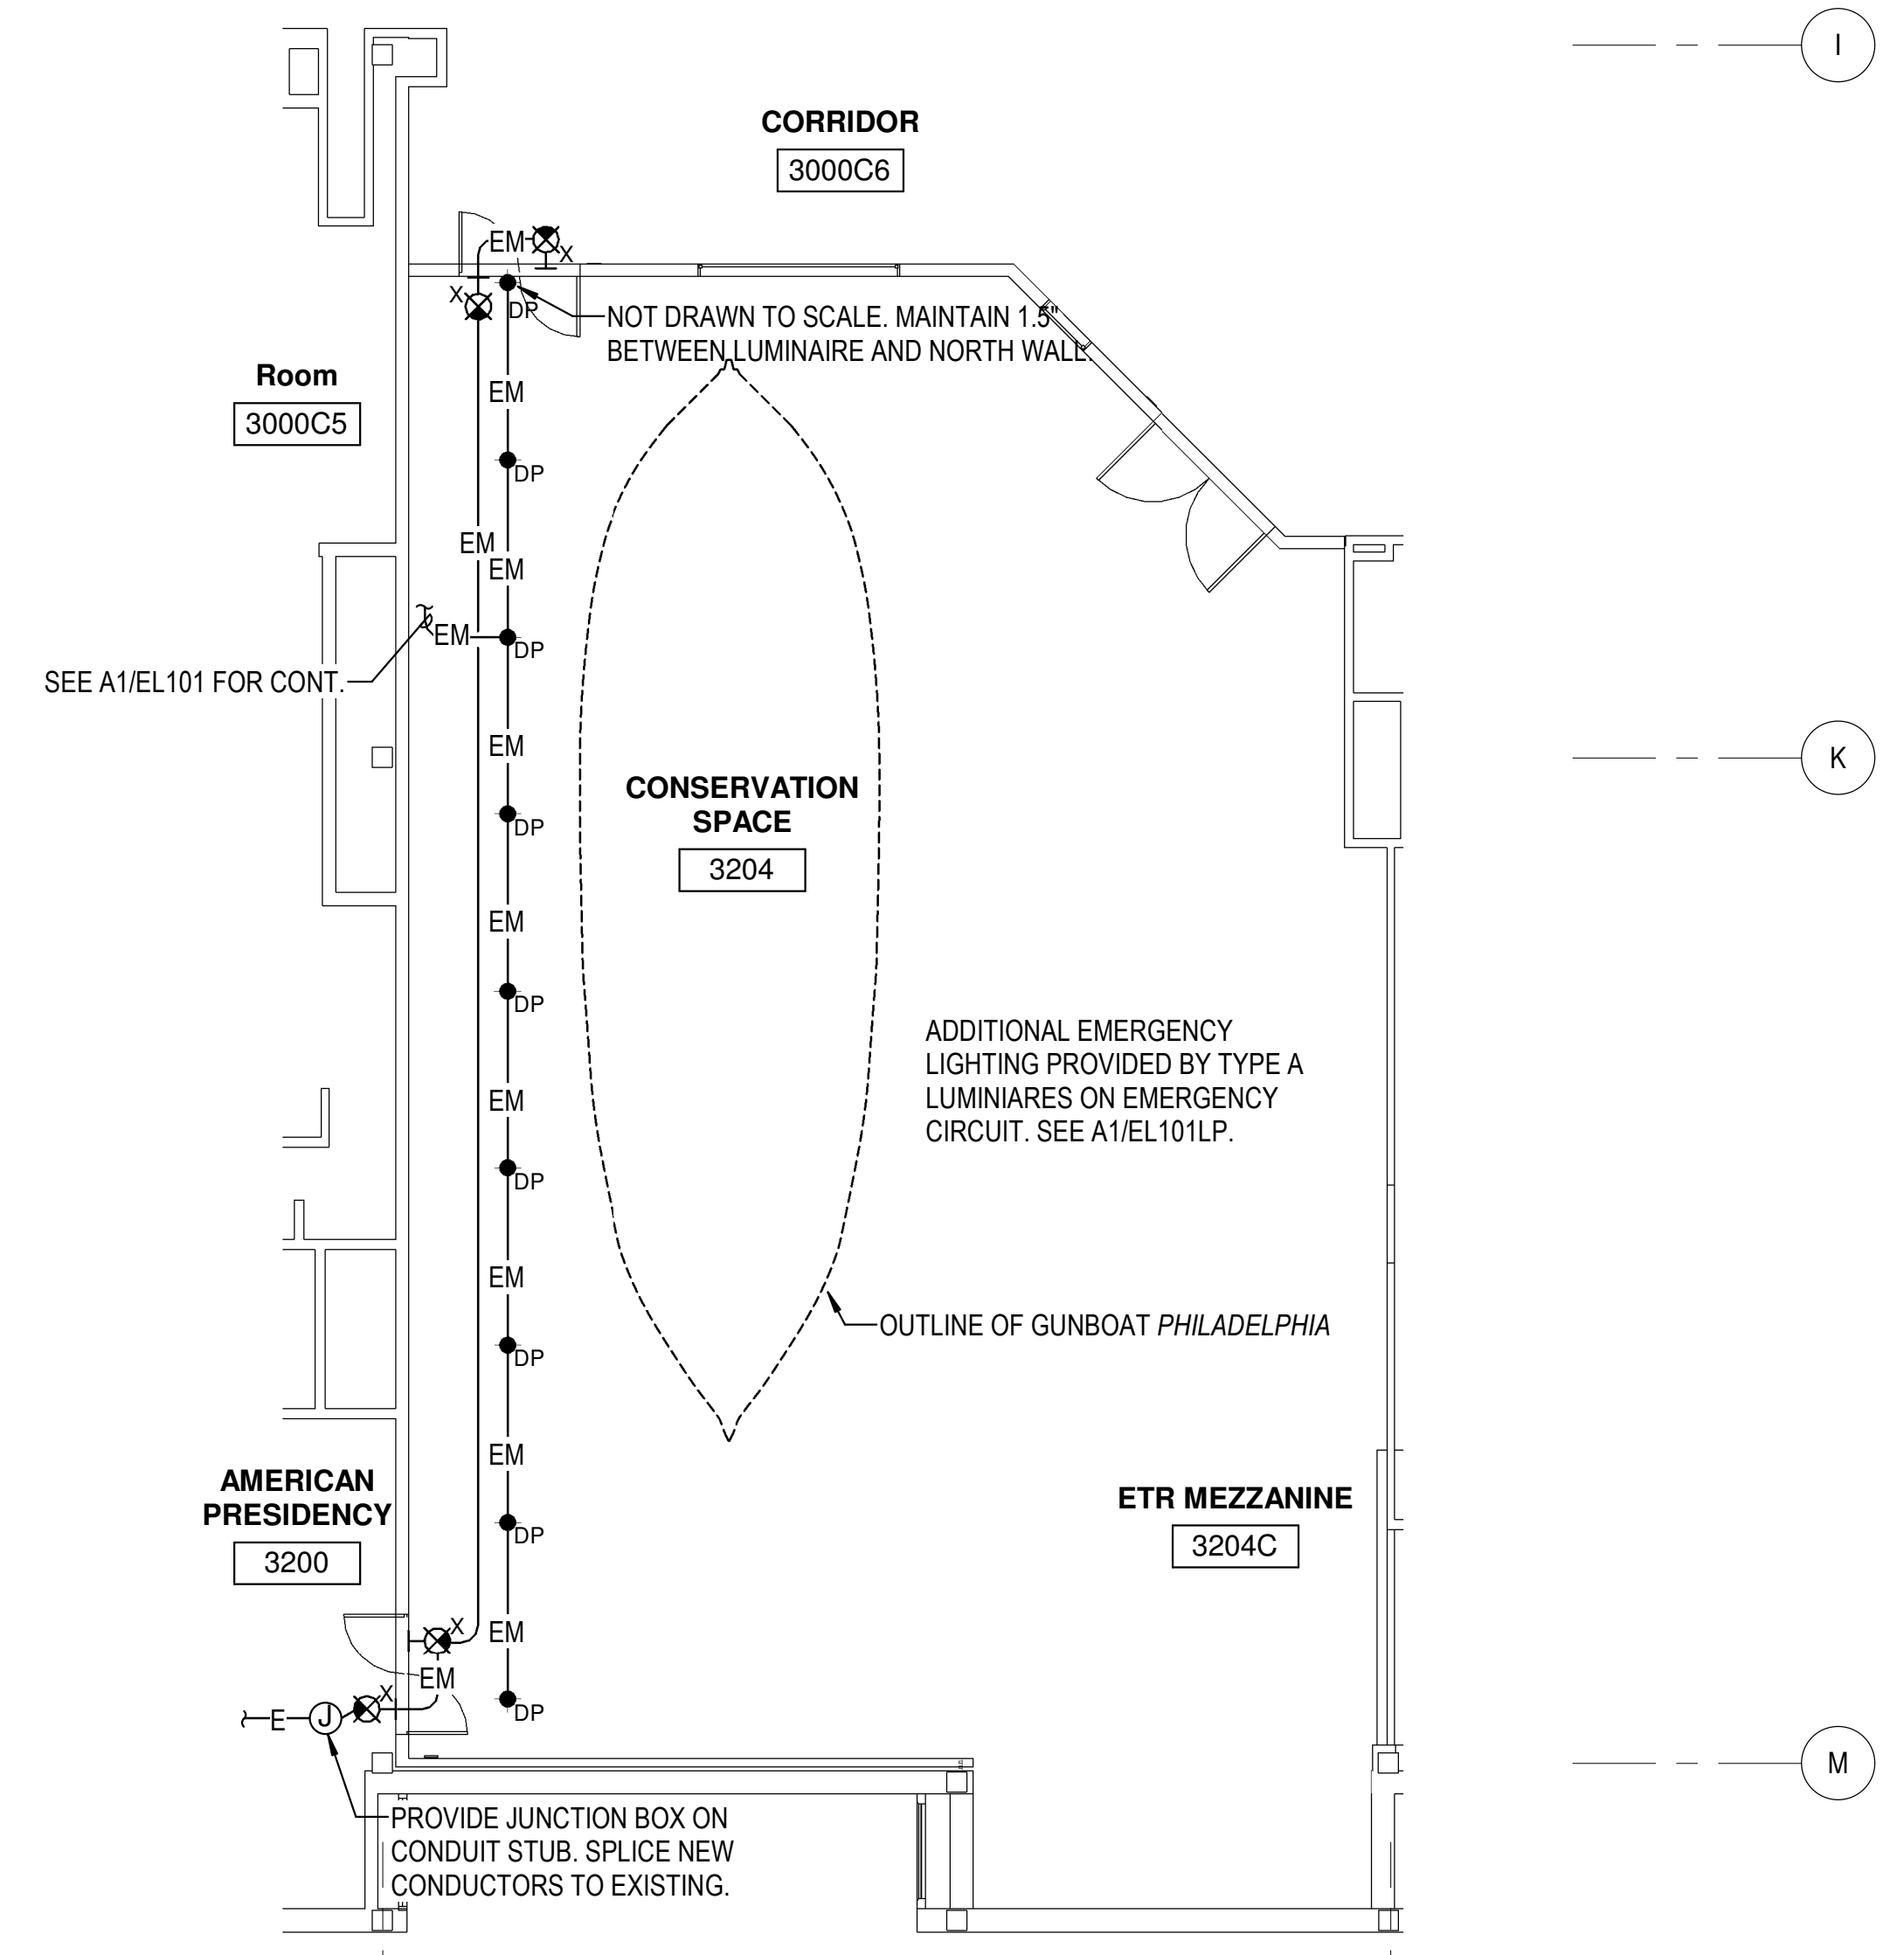 I
CORRIDOR
3000C6
EM
X
X
DP
NOT DRAWN TO SCALE. MAINTAIN 1.5"
BETWEEN LUMINAIRE AND NORTH WALL.
Room
3000C5
EM
DP
EM
EM
EM
DP
SEE A1/EL101 FOR CONT.
EM
K
CONSERVATION
SPACE
3204
DP
EM
DP
ADDITIONAL EMERGENCY
LIGHTING PROVIDED BY TYPE A
LUMINIARES ON EMERGENCY
CIRCUIT. SEE A1/EL101LP.
EM
DP
EM
OUTLINE OF GUNBOAT PHILADELPHIA
DP
EM
AMERICAN
PRESIDENCY
3200
ETR MEZZANINE
3204C
DP
X
EM
EM
X
E
J
DP
M
PROVIDE JUNCTION BOX ON
CONDUIT STUB. SPLICE NEW
CONDUCTORS TO EXISTING.